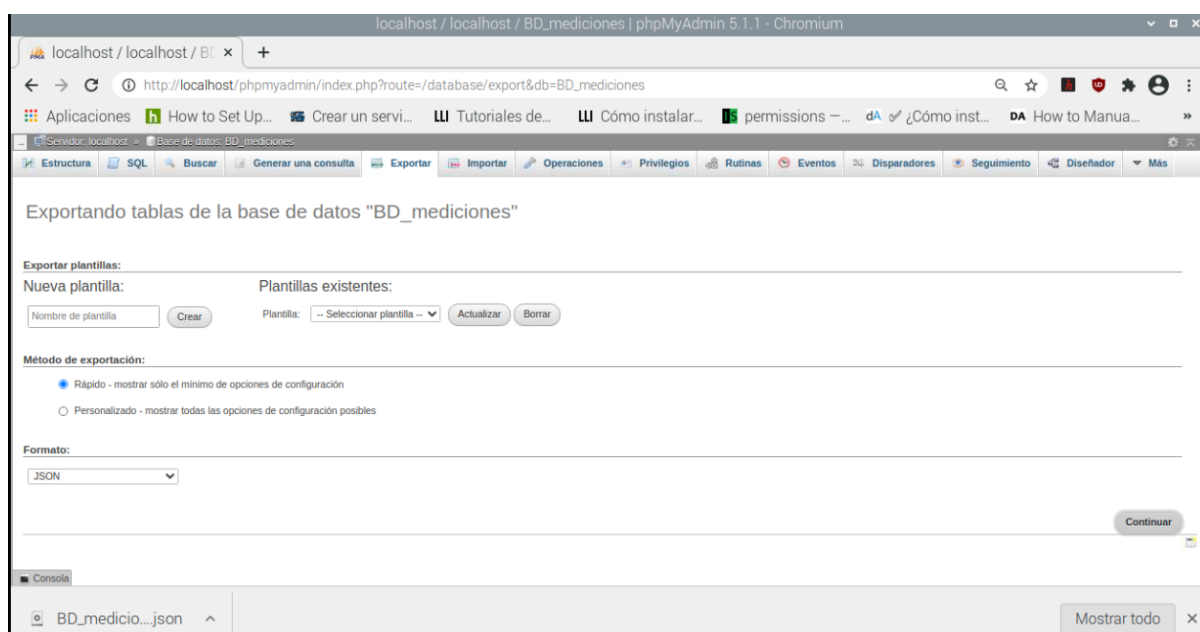 localhost / localhost / BD_mediciones | phpMyAdmin 5.1.1 - Chromium
localhost / localhost / BD
http://localhost/phpmyadmin/index.php?route=/database/export&db=BD_mediciones
Aplicaciones How to Set Up... Crear un servi... Tutoriales de... Cómo instalar... permissions —... ¿Cómo inst... How to Manua...
Servidor: localhost » Base de datos: BD_mediciones
Estructura SQL Buscar Generar una consulta Exportar Importar Operaciones Privilegios Rutinas Eventos Disparadores Seguimiento Diseñador Más
Exportando tablas de la base de datos "BD_mediciones"
Exportar plantillas:
Nueva plantilla: Plantillas existentes:
Nombre de plantilla Crear Plantilla: -- Seleccionar plantilla -- Actualizar Borrar
Método de exportación:
Rápido - mostrar sólo el mínimo de opciones de configuración
Personalizado - mostrar todas las opciones de configuración posibles
Formato:
JSON
Continuar
Consola
BD_medicio....json Mostrar todo